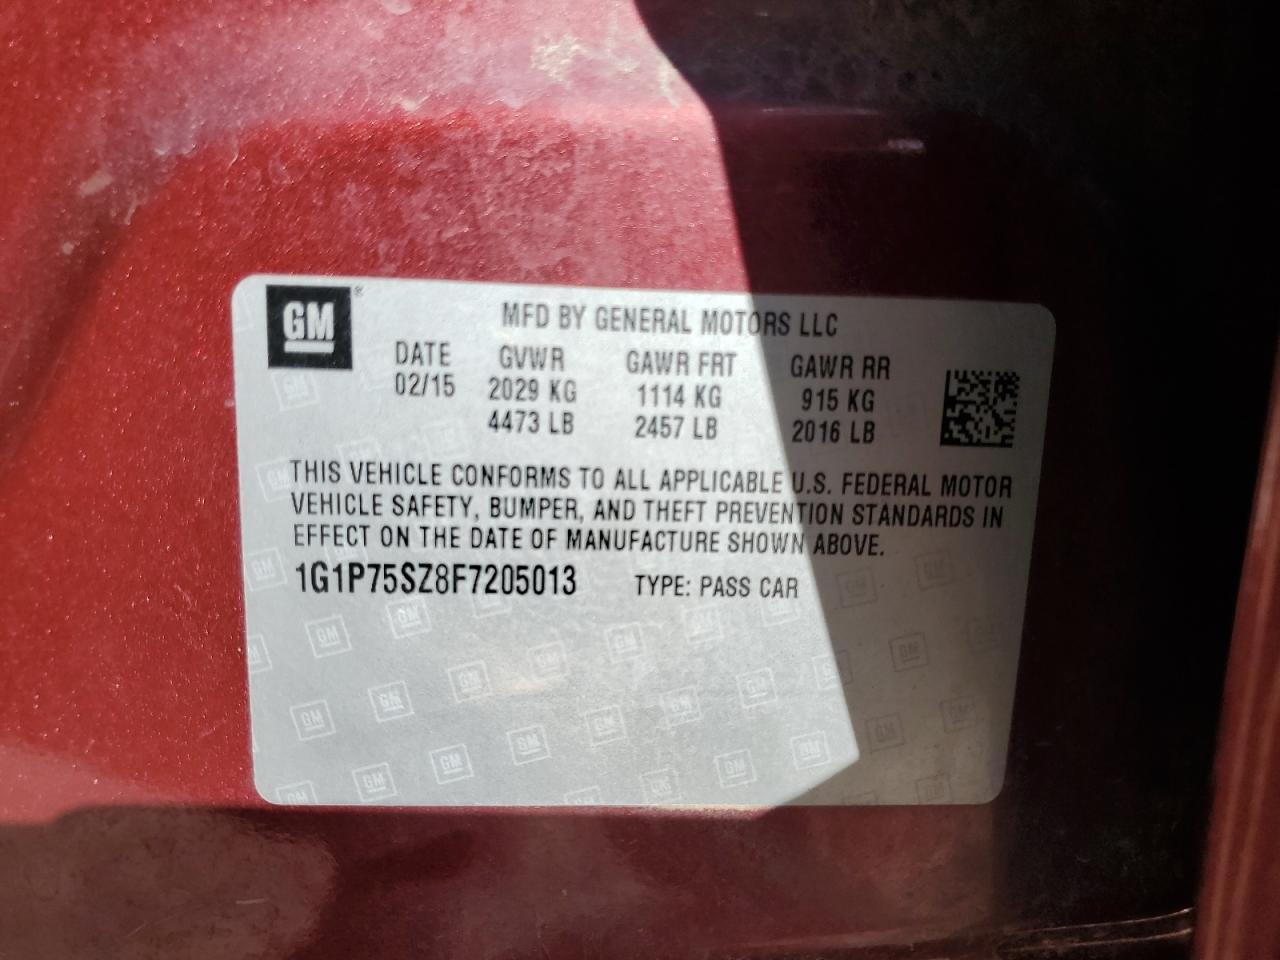 GM®
MFD BY GENERAL MOTORS LLC
DATE GVWR GAWR FRT GAWR RR
02/15 2029 KG 1114 KG 915 KG
4473 LB 2457 LB 2016 LB
THIS VEHICLE CONFORMS TO ALL APPLICABLE U.S. FEDERAL MOTOR
VEHICLE SAFETY, BUMPER, AND THEFT PREVENTION STANDARDS IN
EFFECT ON THE DATE OF MANUFACTURE SHOWN ABOVE.
1G1P75SZ8F7205013 TYPE: PASS CAR